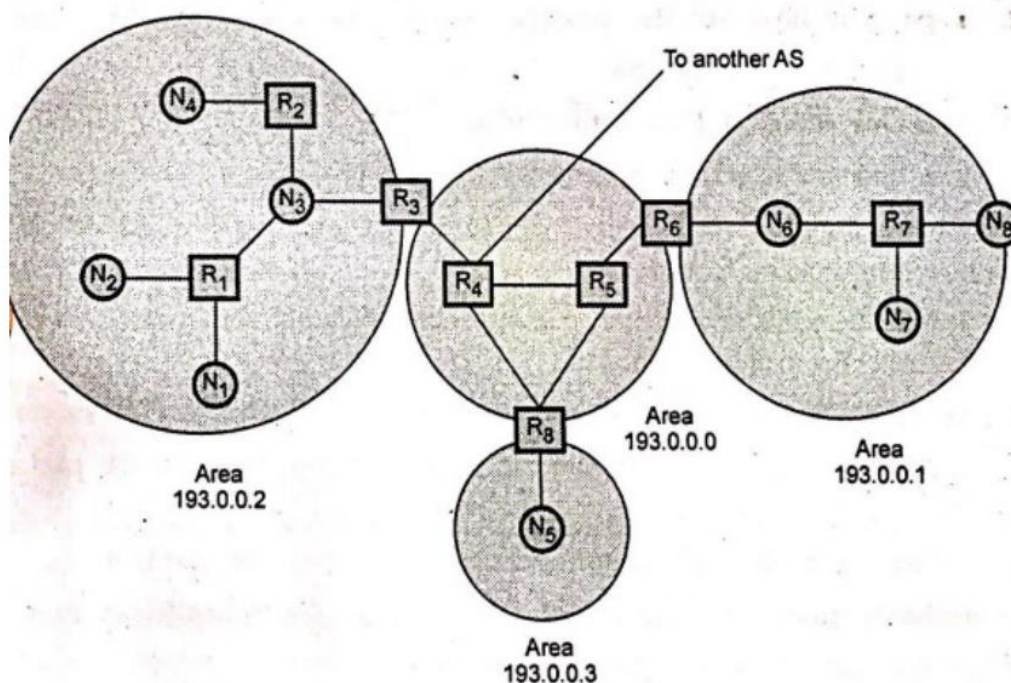 To another AS
N4
R2
N3
R3
R6
N6
R7
N8
N2
R1
R4
R5
N7
N1
R8
Area
193.0.0.0
Area
193.0.0.1
Area
193.0.0.2
N5
Area
193.0.0.3